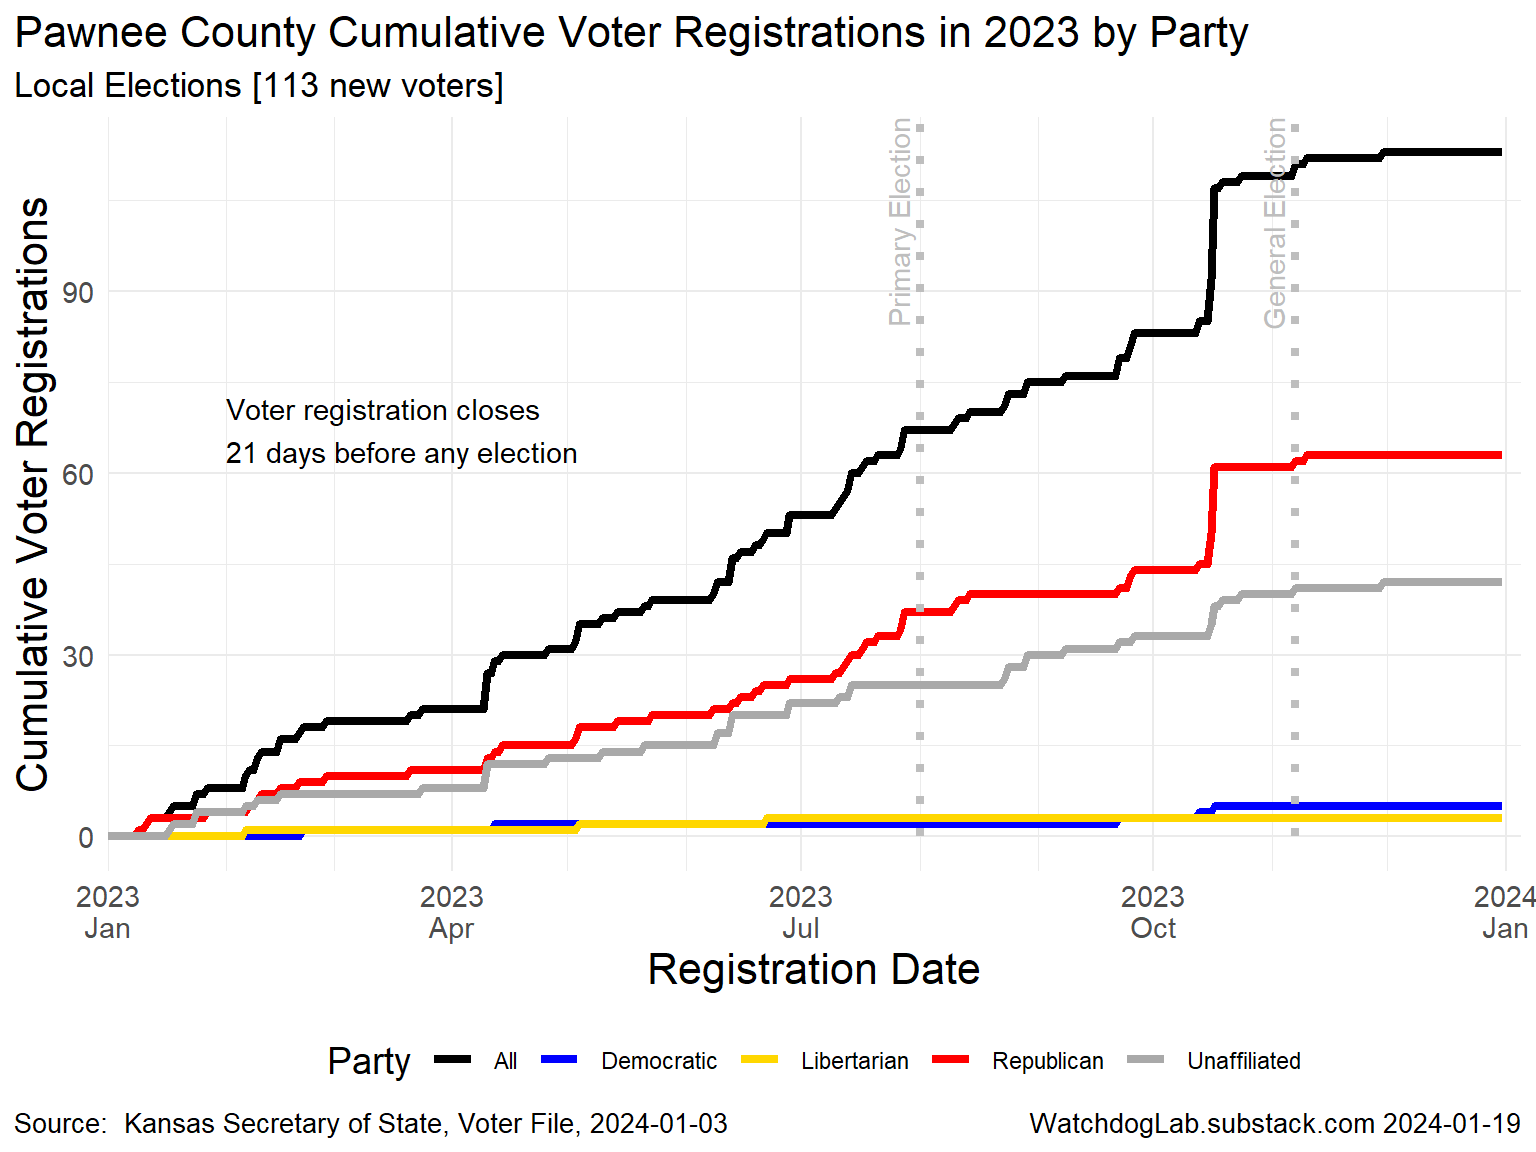 Pawnee County Cumulative Voter Registrations in 2023 by Party
Local Elections [113 new voters]
Cumulative Voter Registrations
90
60
30
0
Voter registration closes
21 days before any election
Primary Election
General Election
2023 2023 2023 2023 2024
Jan Apr Jul Oct Jan
Registration Date
Party All Democratic Libertarian Republican Unaffiliated
Source:  Kansas Secretary of State, Voter File, 2024-01-03
WatchdogLab.substack.com 2024-01-19